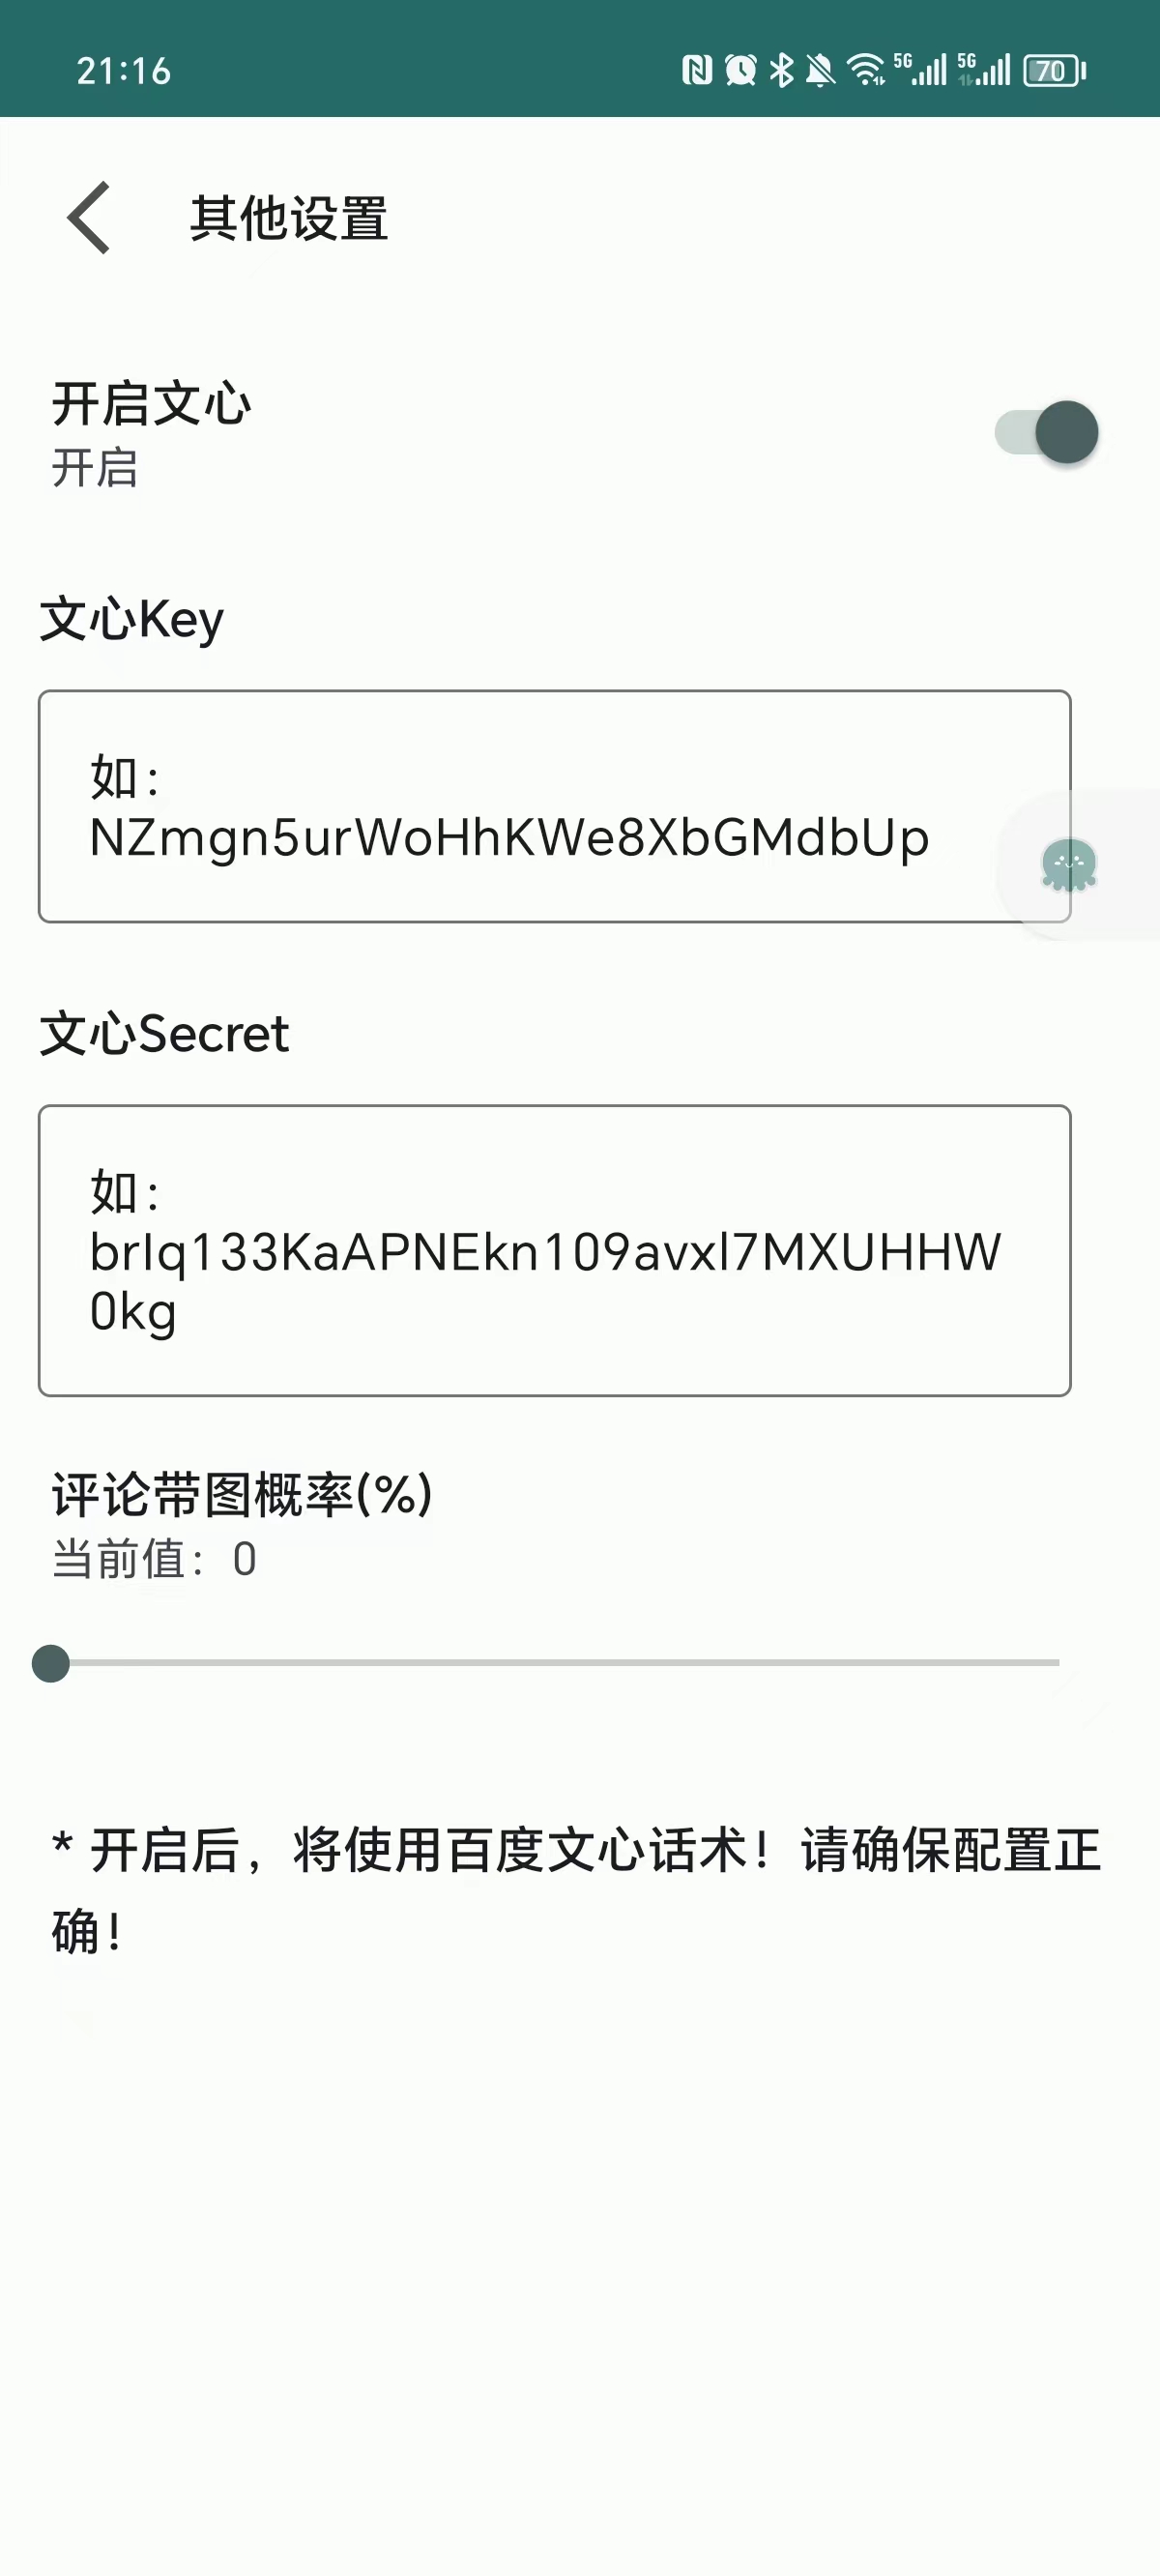 21:16
5G 5G 70
其他设置
开启文心
开启
文心Key
如：
NZmgn5urWoHhKWe8XbGMdbUp
文心Secret
如：
brIq133KaAPNEkn109avxl7MXUHHW
0kg
评论带图概率(%)
当前值：0
* 开启后，将使用百度文心话术！请确保配置正
确！